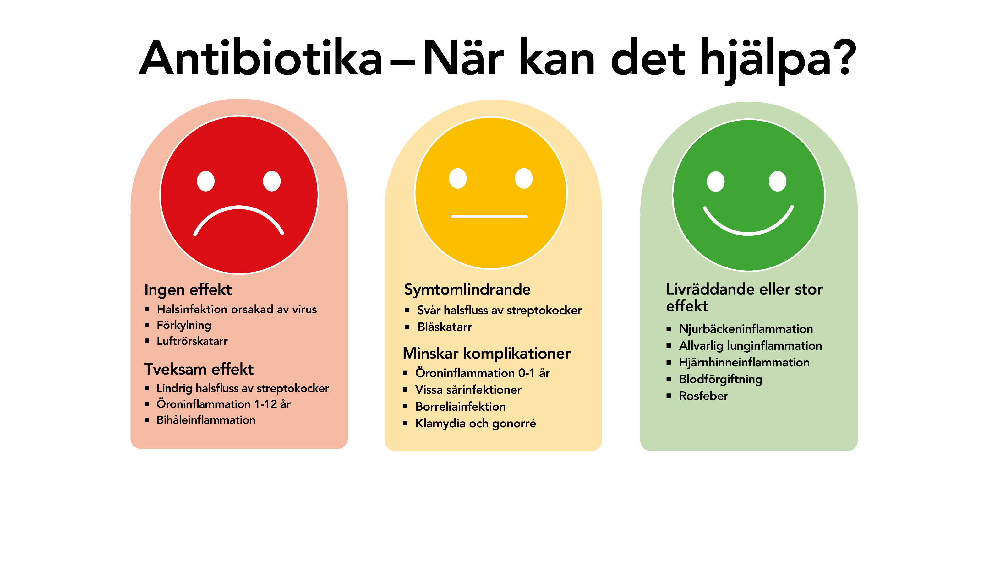 Antibiotika – När kan det hjälpa?
Ingen effekt
▪ Halsinfektion orsakad av virus
▪ Förkylning
▪ Luftrörskatarr
Tveksam effekt
▪ Lindrig halsfluss av streptokocker
▪ Öroninflammation 1-12 år
▪ Bihåleinflammation
Symtomlindrande
▪ Svår halsfluss av streptokocker
▪ Blåskatarr
Minskar komplikationer
▪ Öroninflammation 0-1 år
▪ Vissa sårinfektioner
▪ Borreliainfektion
▪ Klamydia och gonorré
Livräddande eller stor
effekt
▪ Njurbäckeninflammation
▪ Allvarlig lunginflammation
▪ Hjärnhinneinflammation
▪ Blodförgiftning
▪ Rosfeber